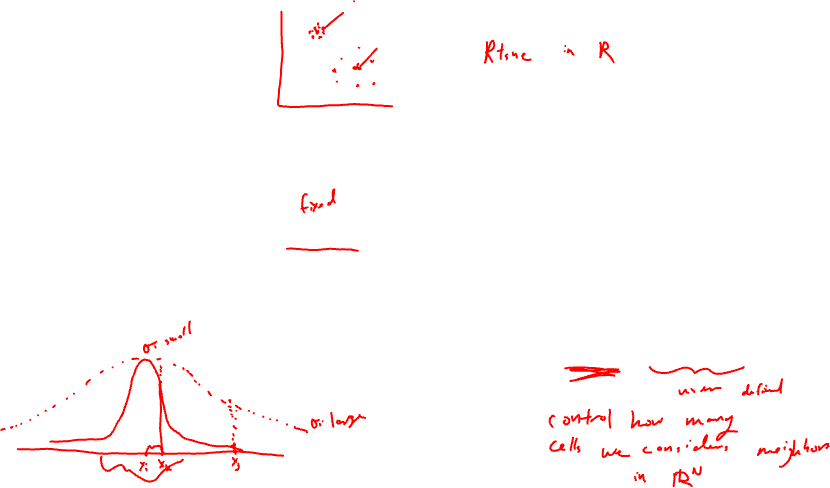 Rtsne in R
fixed
σi small
σi large
xi xk xj
user defined
control how many
cells we consider neighbors
in ℝᴺ